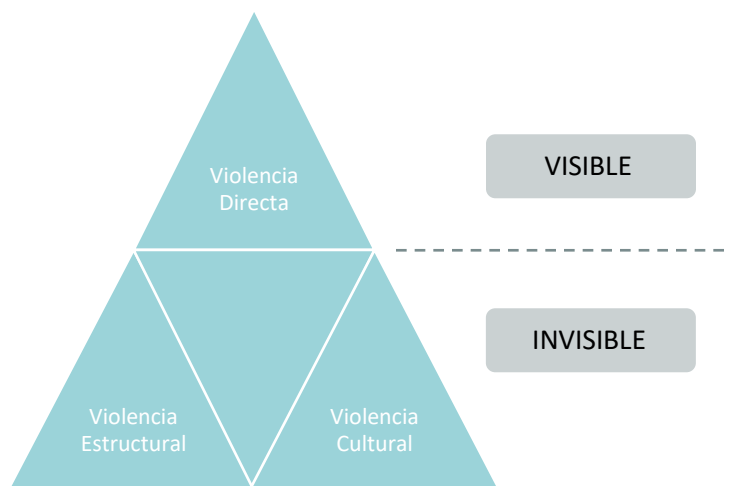 Violencia
Directa
VISIBLE
INVISIBLE
Violencia
Estructural
Violencia
Cultural